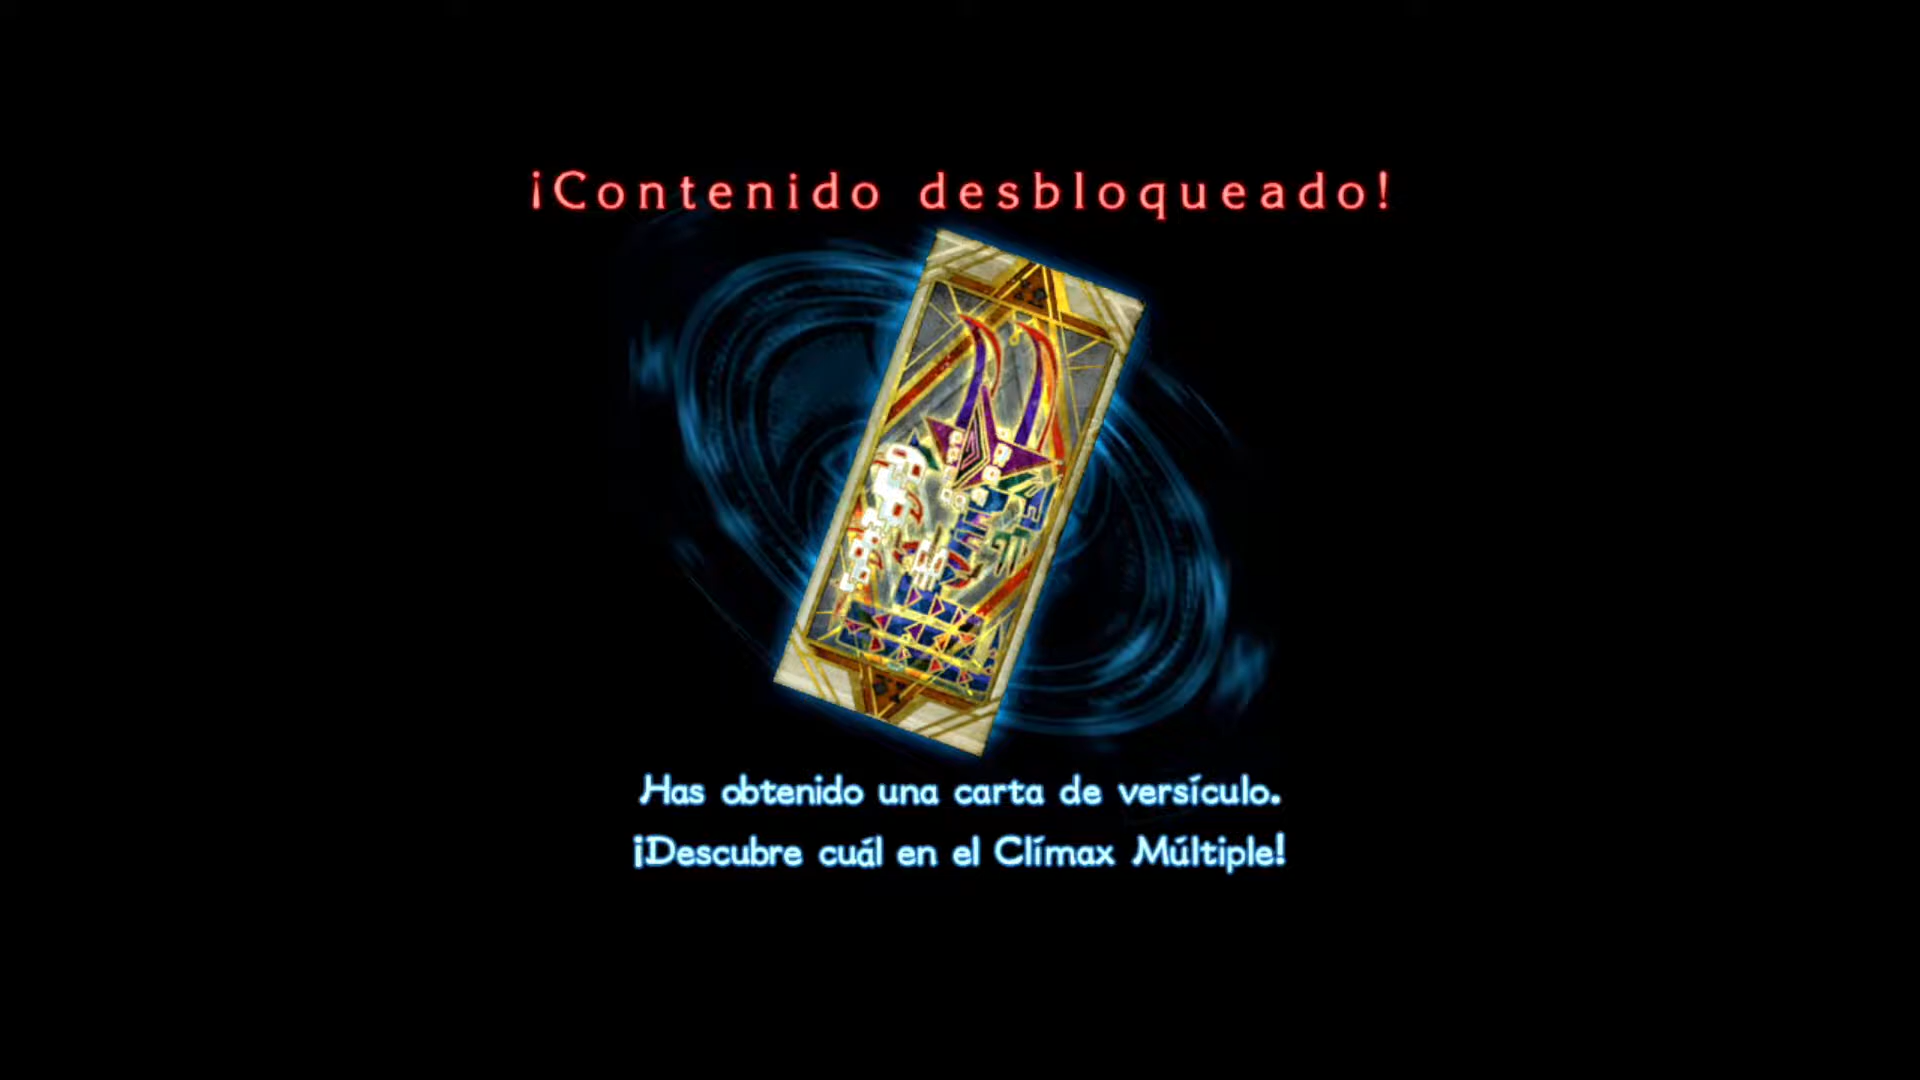 ¡Contenido desbloqueado!
Has obtenido una carta de versículo.
¡Descubre cuál en el Clímax Múltiple!